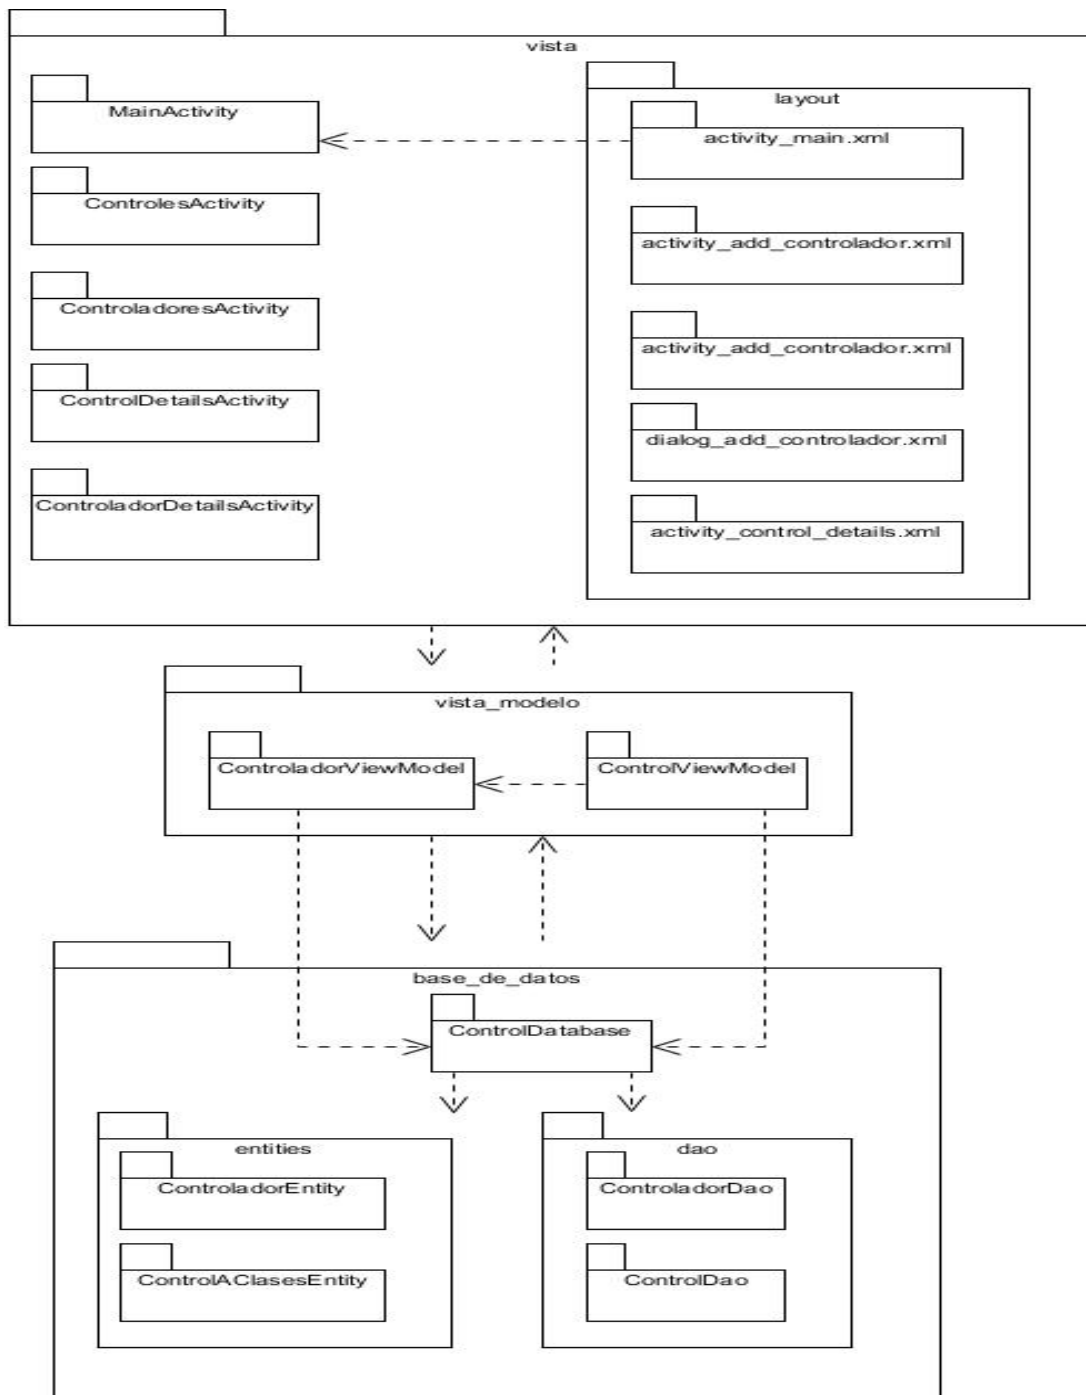 vista
MainActivity
ControlesActivity
ControladoresActivity
ControlDetailsActivity
ControladorDetailsActivity
layout
activity_main.xml
activity_add_controlador.xml
activity_add_controlador.xml
dialog_add_controlador.xml
activity_control_details.xml
vista_modelo
ControladorViewModel
ControlViewModel
base_de_datos
ControlDatabase
entities
ControladorEntity
ControlAClasesEntity
dao
ControladorDao
ControlDao